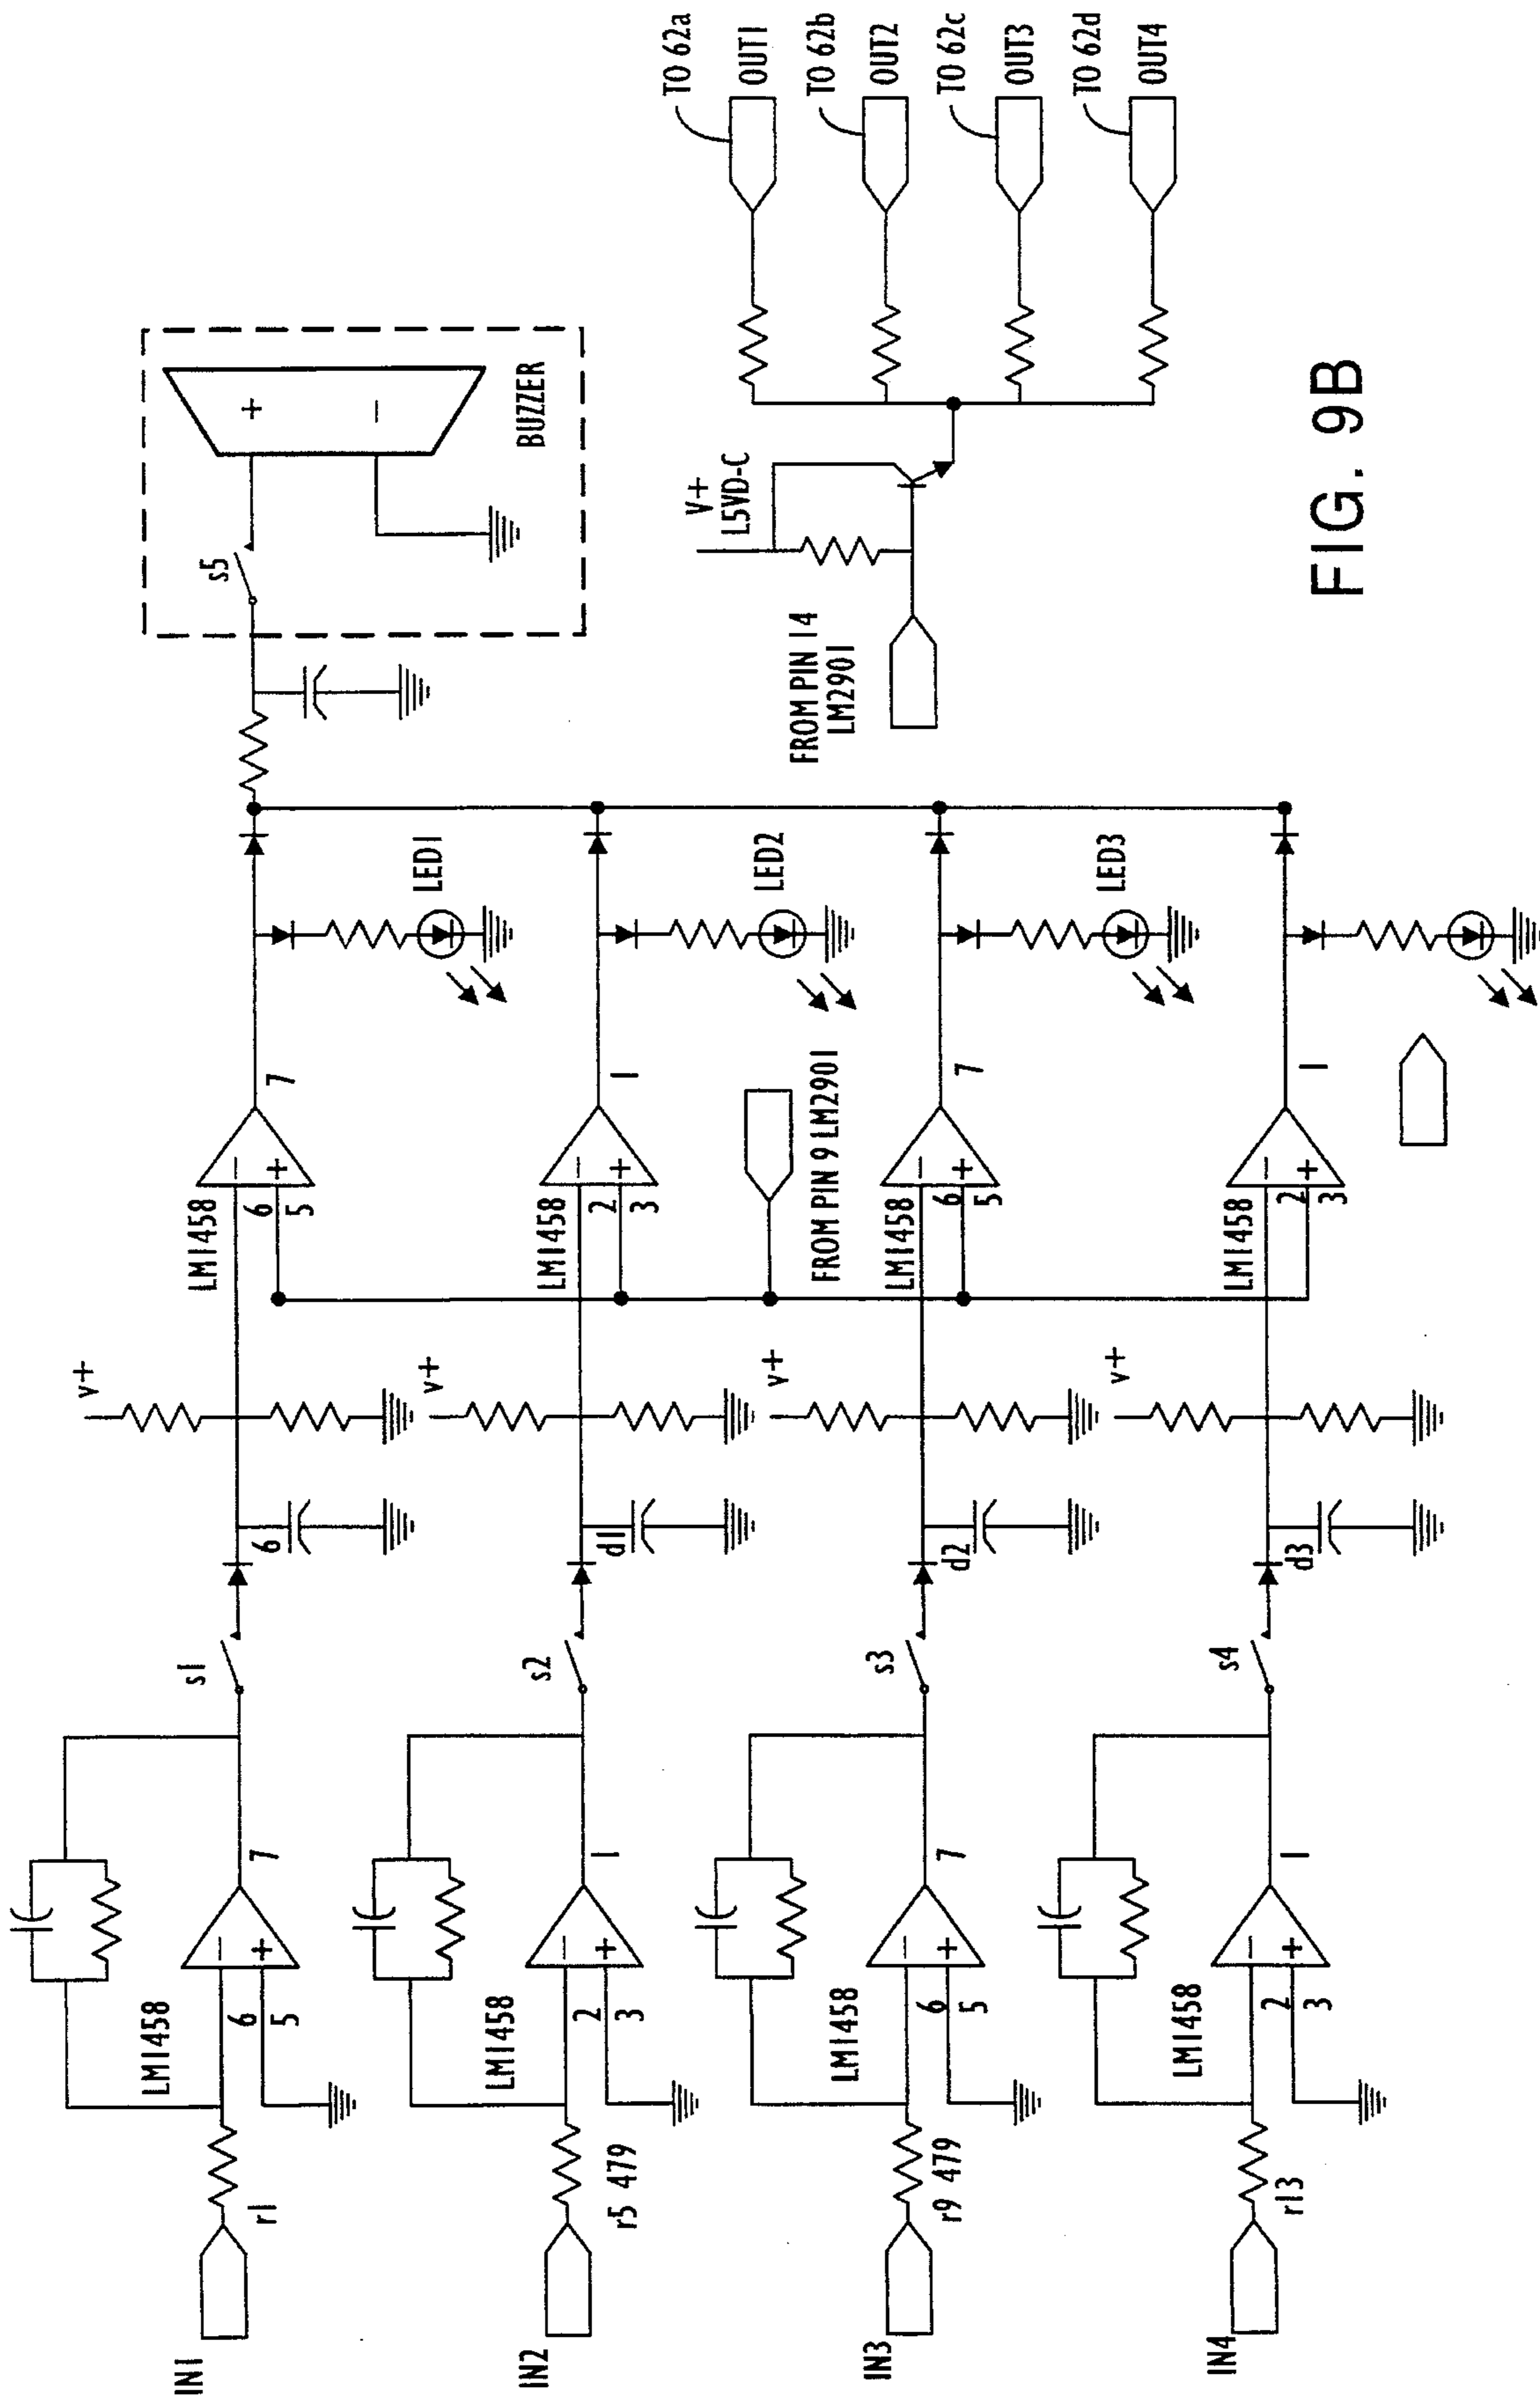 IN1
r1
LM1458
6
5
-
+
7
s1
6
v+
LM1458
6
5
-
+
7
LED1
s5
+
-
BUZZER
IN2
r5 479
LM1458
2
3
-
+
1
s2
d1
v+
LM1458
2
3
-
+
1
LED2
FROM PIN 9 LM2901
IN3
r9 479
LM1458
6
5
-
+
7
s3
d2
v+
LM1458
6
5
-
+
7
LED3
IN4
r13
LM1458
2
3
-
+
1
s4
d3
v+
LM1458
2
3
-
+
1
FROM PIN 14
LM2901
V+
L5VD-C
TO 62a
OUT1
TO 62b
OUT2
TO 62c
OUT3
TO 62d
OUT4
FIG. 9B